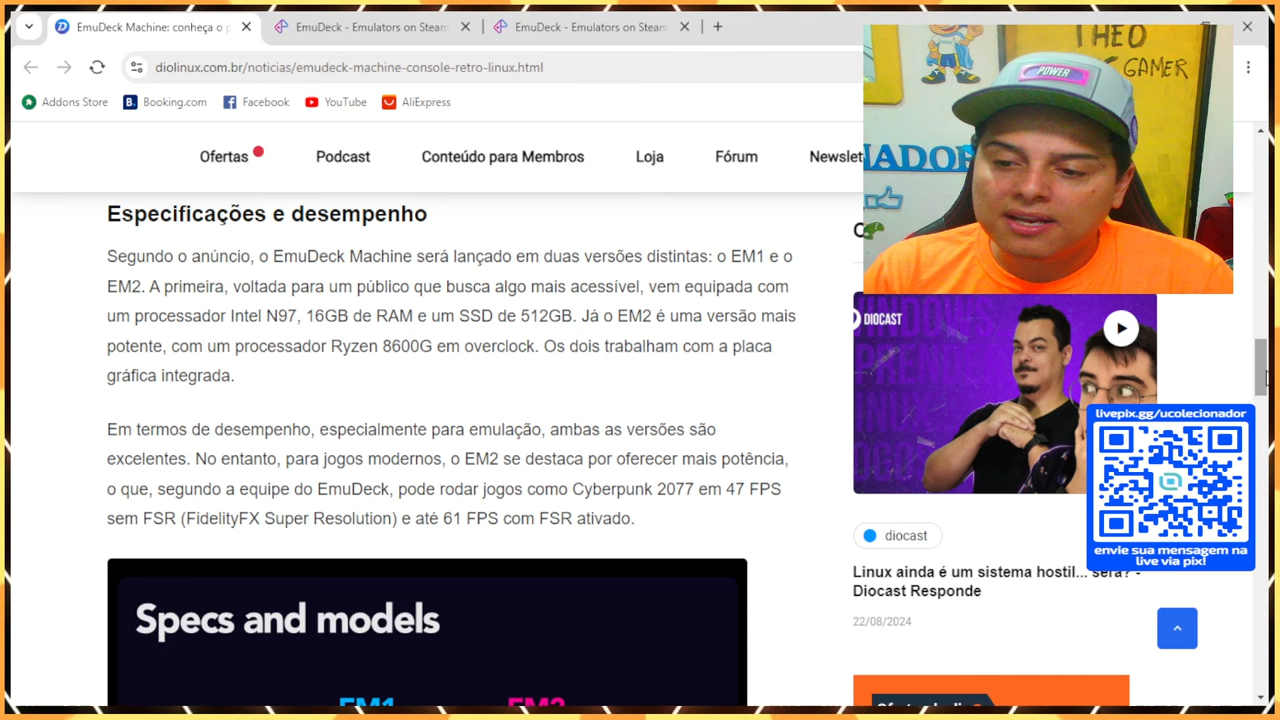 EmuDeck Machine: conheça o p
EmuDeck - Emulators on Steam
EmuDeck - Emulators on Steam
diolinux.com.br/noticias/emudeck-machine-console-retro-linux.html
Addons Store
Booking.com
Facebook
YouTube
AliExpress
Ofertas
Podcast
Conteúdo para Membros
Loja
Fórum
Newslet
THEO
GAMER
POWER
NADOR
Especificações e desempenho
Segundo o anúncio, o EmuDeck Machine será lançado em duas versões distintas: o EM1 e o
EM2. A primeira, voltada para um público que busca algo mais acessível, vem equipada com
um processador Intel N97, 16GB de RAM e um SSD de 512GB. Já o EM2 é uma versão mais
potente, com um processador Ryzen 8600G em overclock. Os dois trabalham com a placa
gráfica integrada.
Em termos de desempenho, especialmente para emulação, ambas as versões são
excelentes. No entanto, para jogos modernos, o EM2 se destaca por oferecer mais potência,
o que, segundo a equipe do EmuDeck, pode rodar jogos como Cyberpunk 2077 em 47 FPS
sem FSR (FidelityFX Super Resolution) e até 61 FPS com FSR ativado.
Specs and models
EM1
EM2
DIOCAST
livepix.gg/ucolecionador
envie sua mensagem na
live via pix!
diocast
Linux ainda é um sistema hostil... será? -
Diocast Responde
22/08/2024